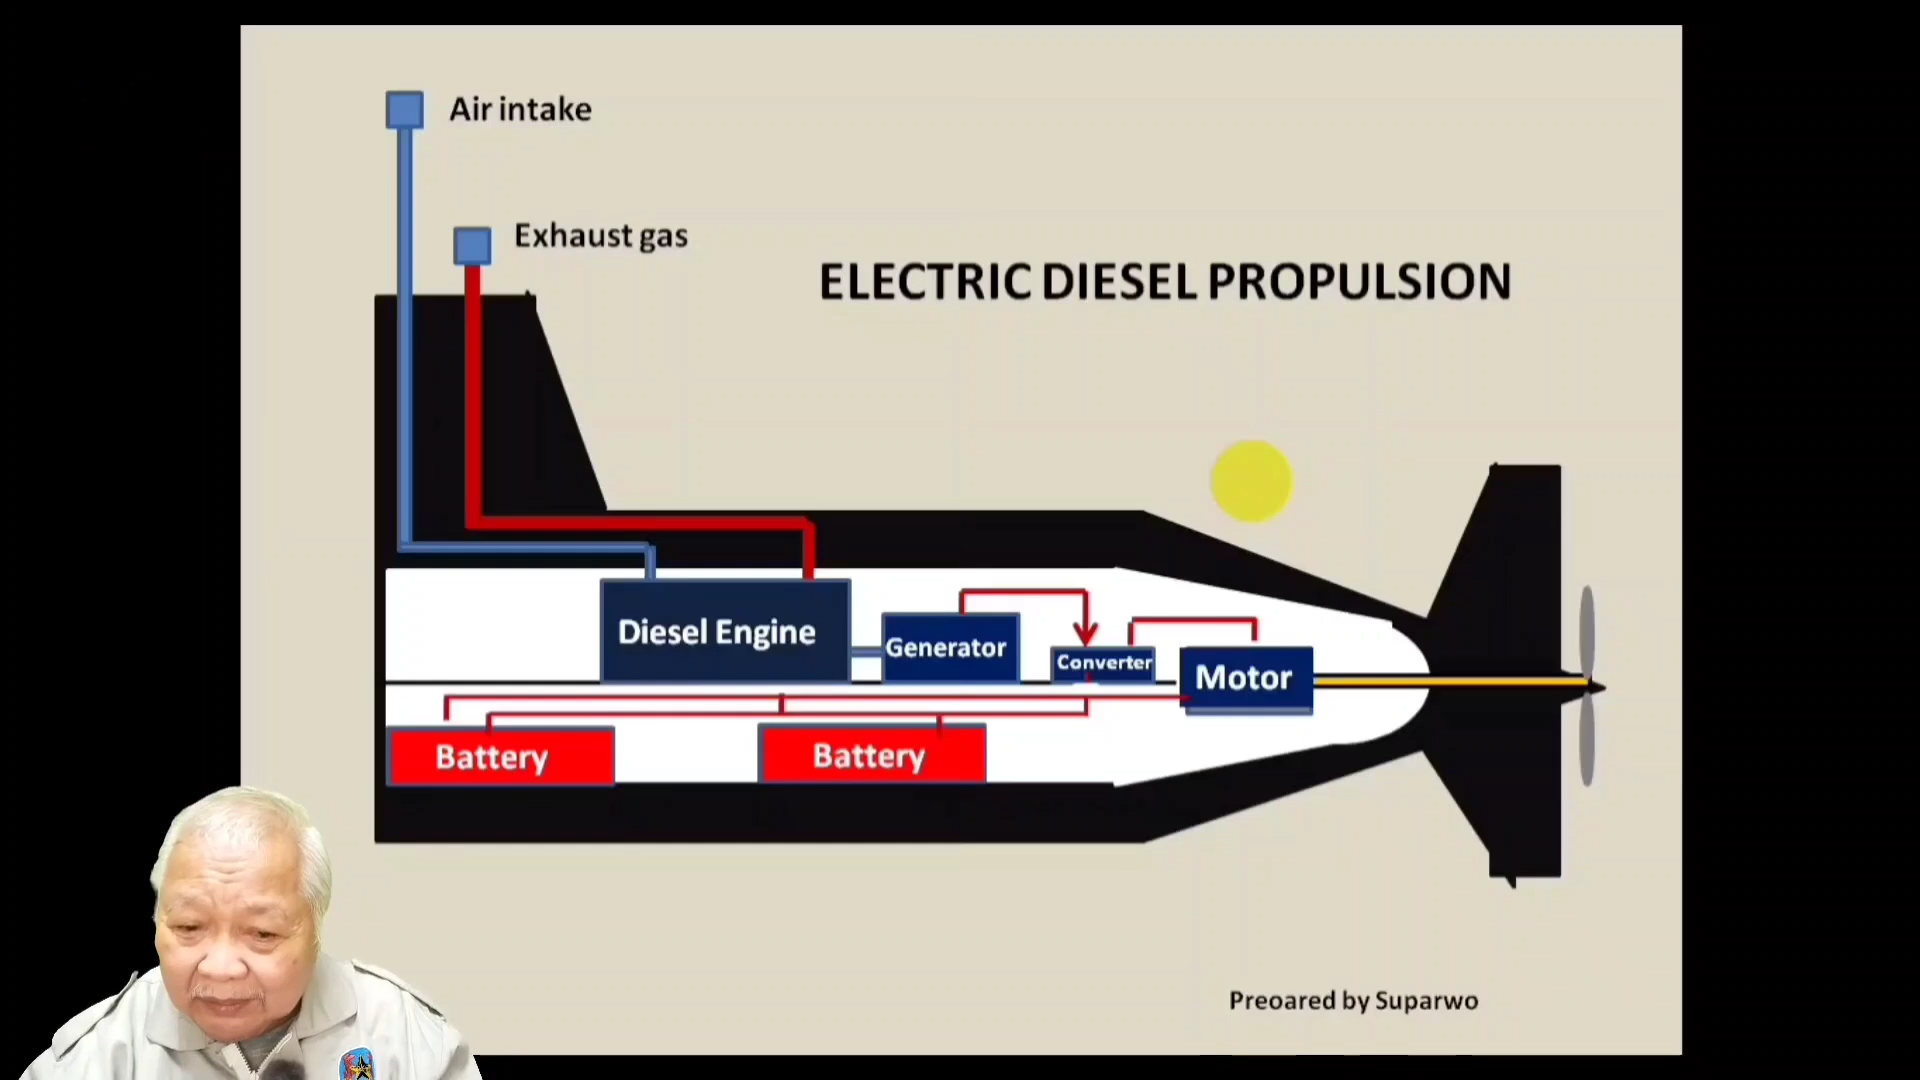 Air intake
Exhaust gas
ELECTRIC DIESEL PROPULSION
Diesel Engine
Generator
Converter
Motor
Battery
Battery
Preoared by Suparwo